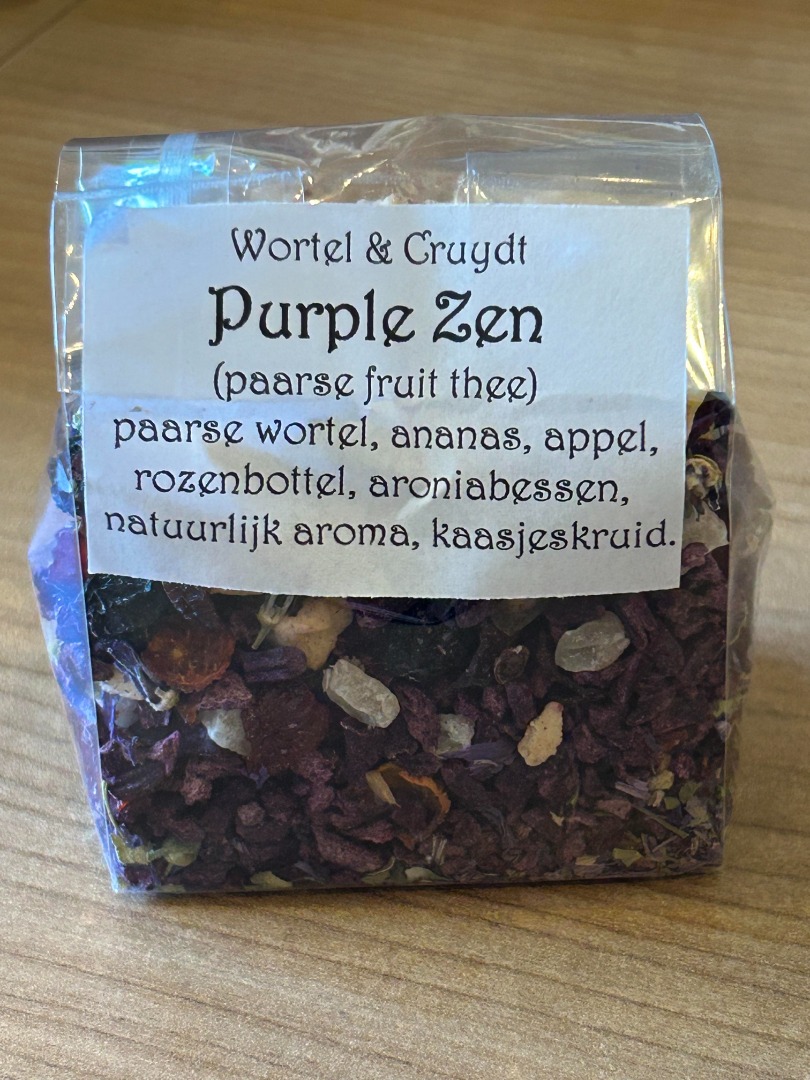 Wortel & Cruydt
Purple Zen
(paarse fruit thee)
paarse wortel, ananas, appel,
rozenbottel, aroniabessen,
natuurlijk aroma, kaasjeskruid.